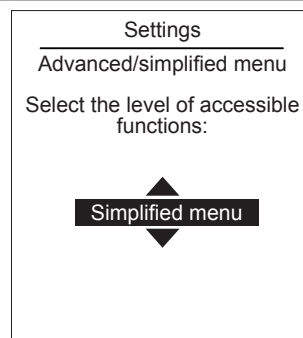 Settings
Advanced/simplified menu
Select the level of accessible
functions:
Simplified menu